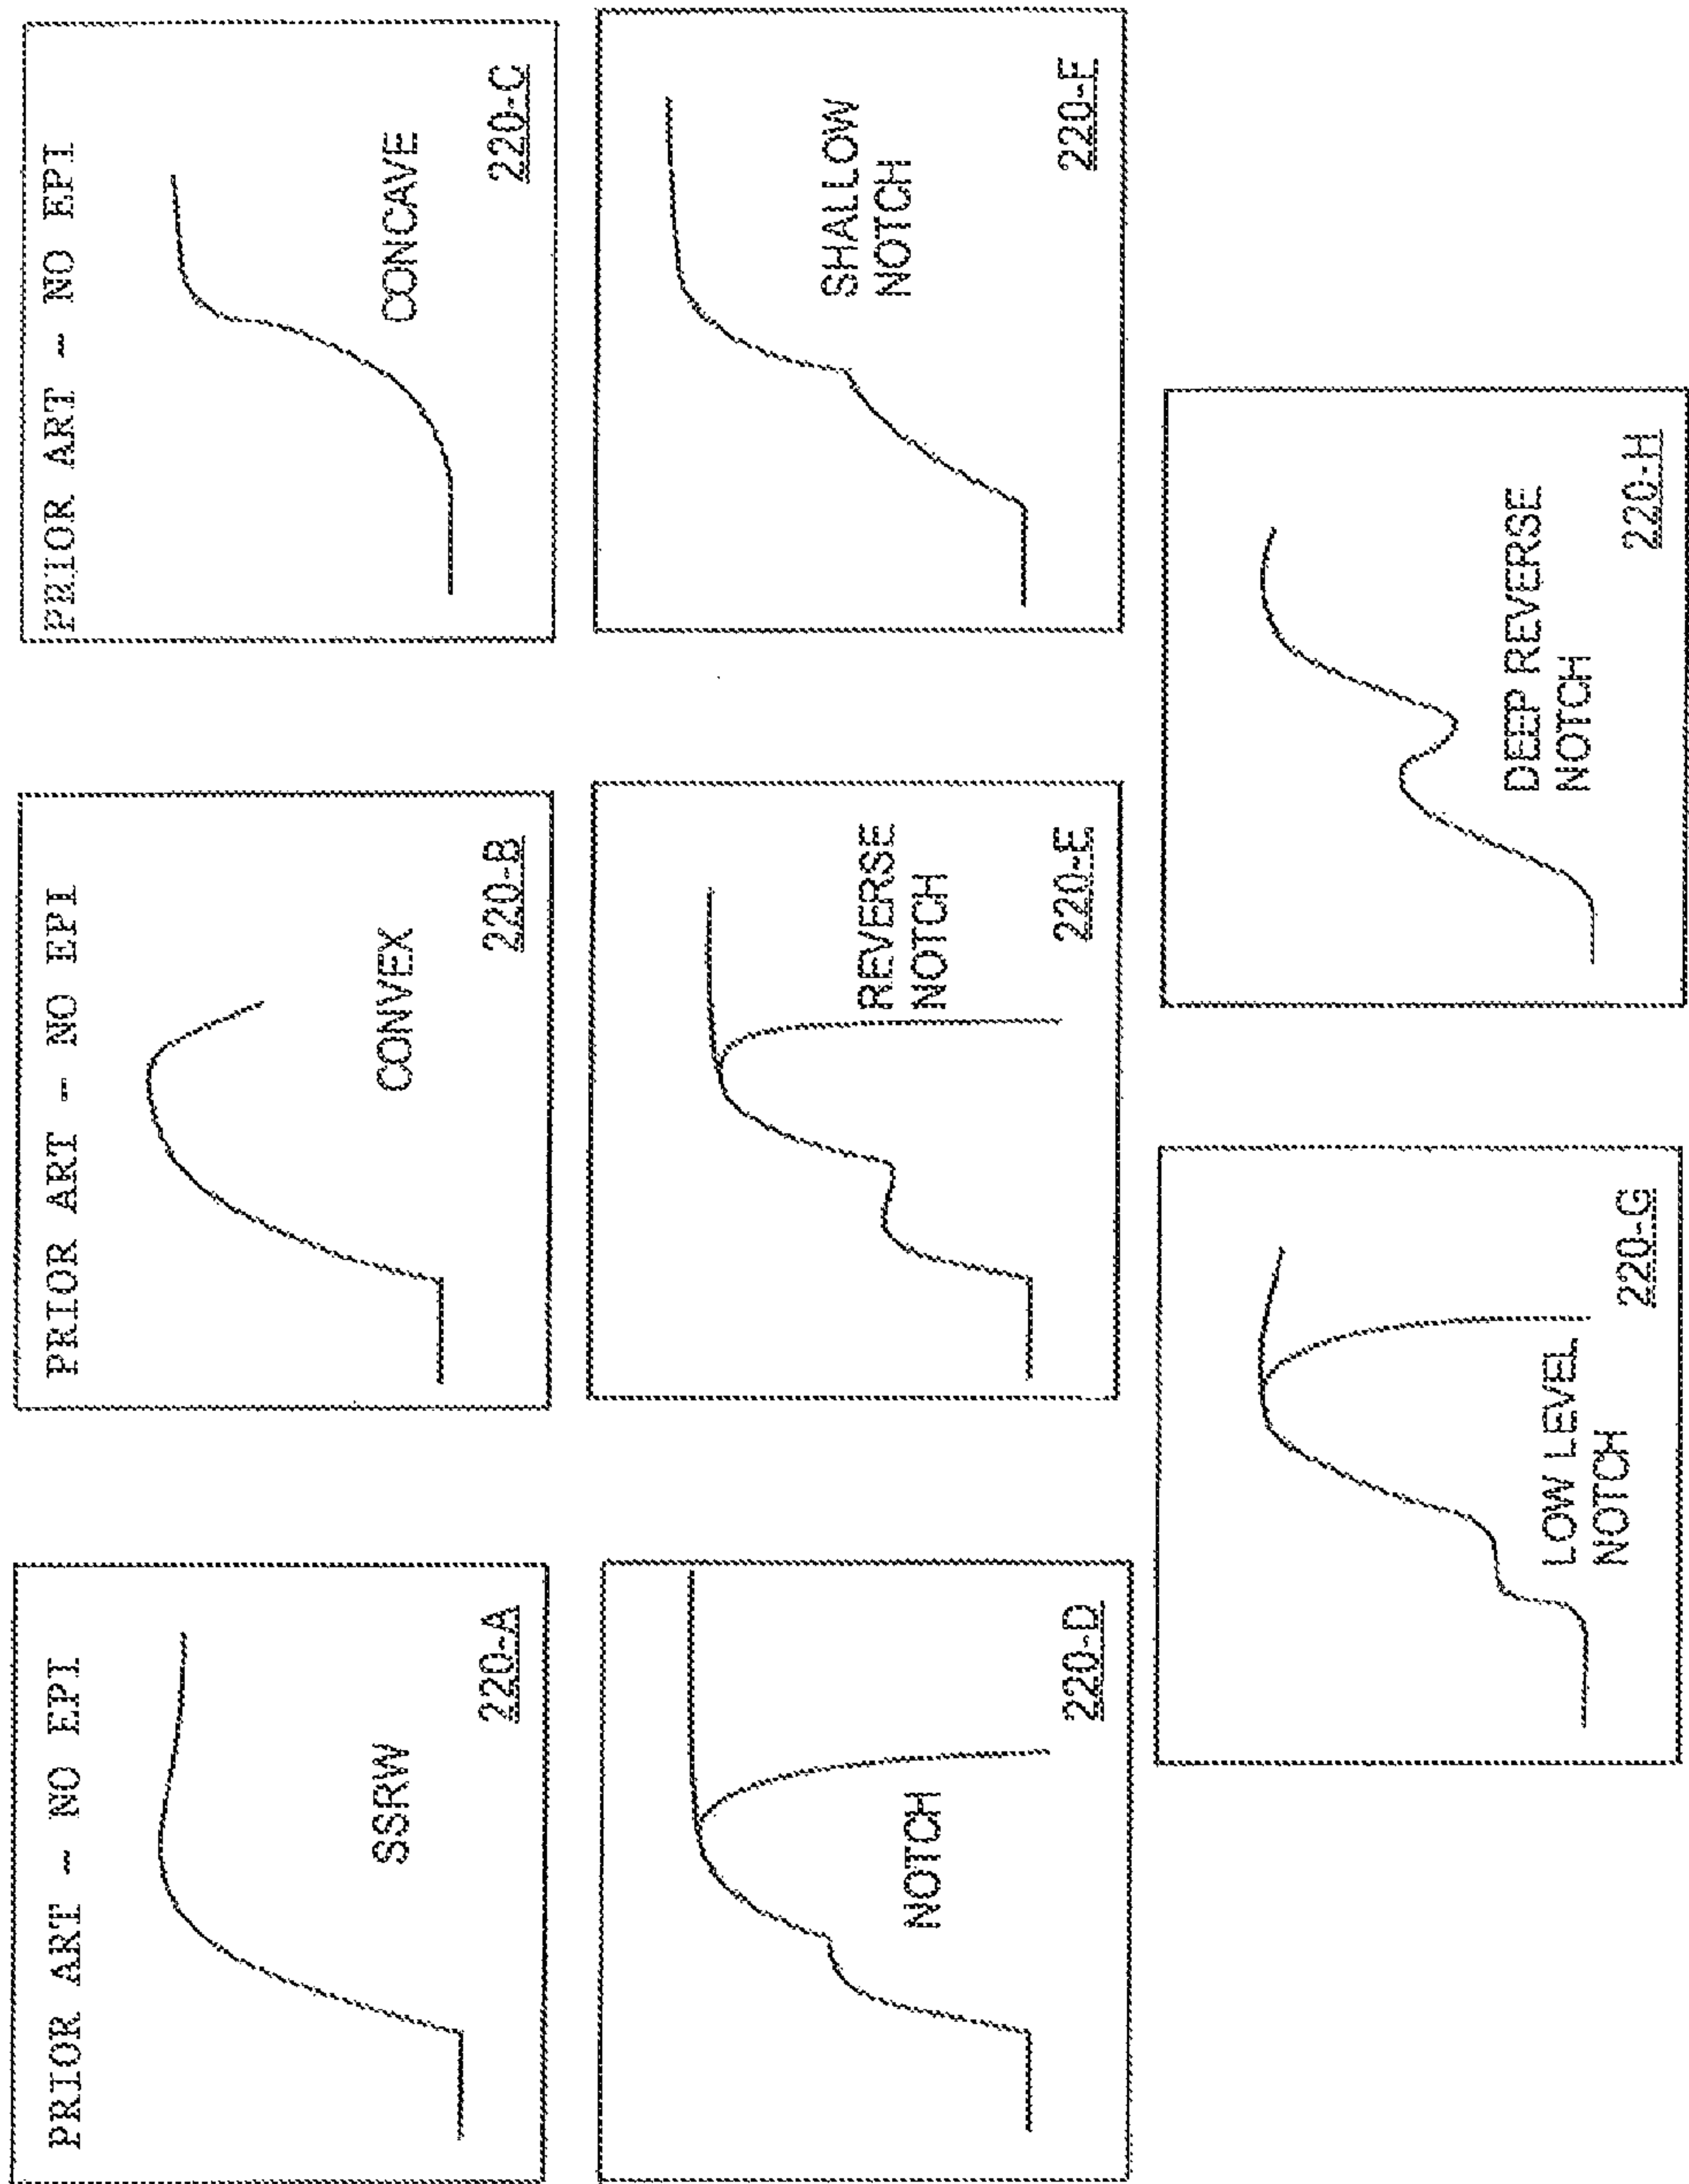 PRIOR ART - NO EPI
SSRW
220-A
PRIOR ART - NO EPI
CONVEX
220-B
PRIOR ART - NO EPI
CONCAVE
220-C
NOTCH
220-D
REVERSE
NOTCH
220-E
SHALLOW
NOTCH
220-F
LOW LEVEL
NOTCH
220-G
DEEP REVERSE
NOTCH
220-H